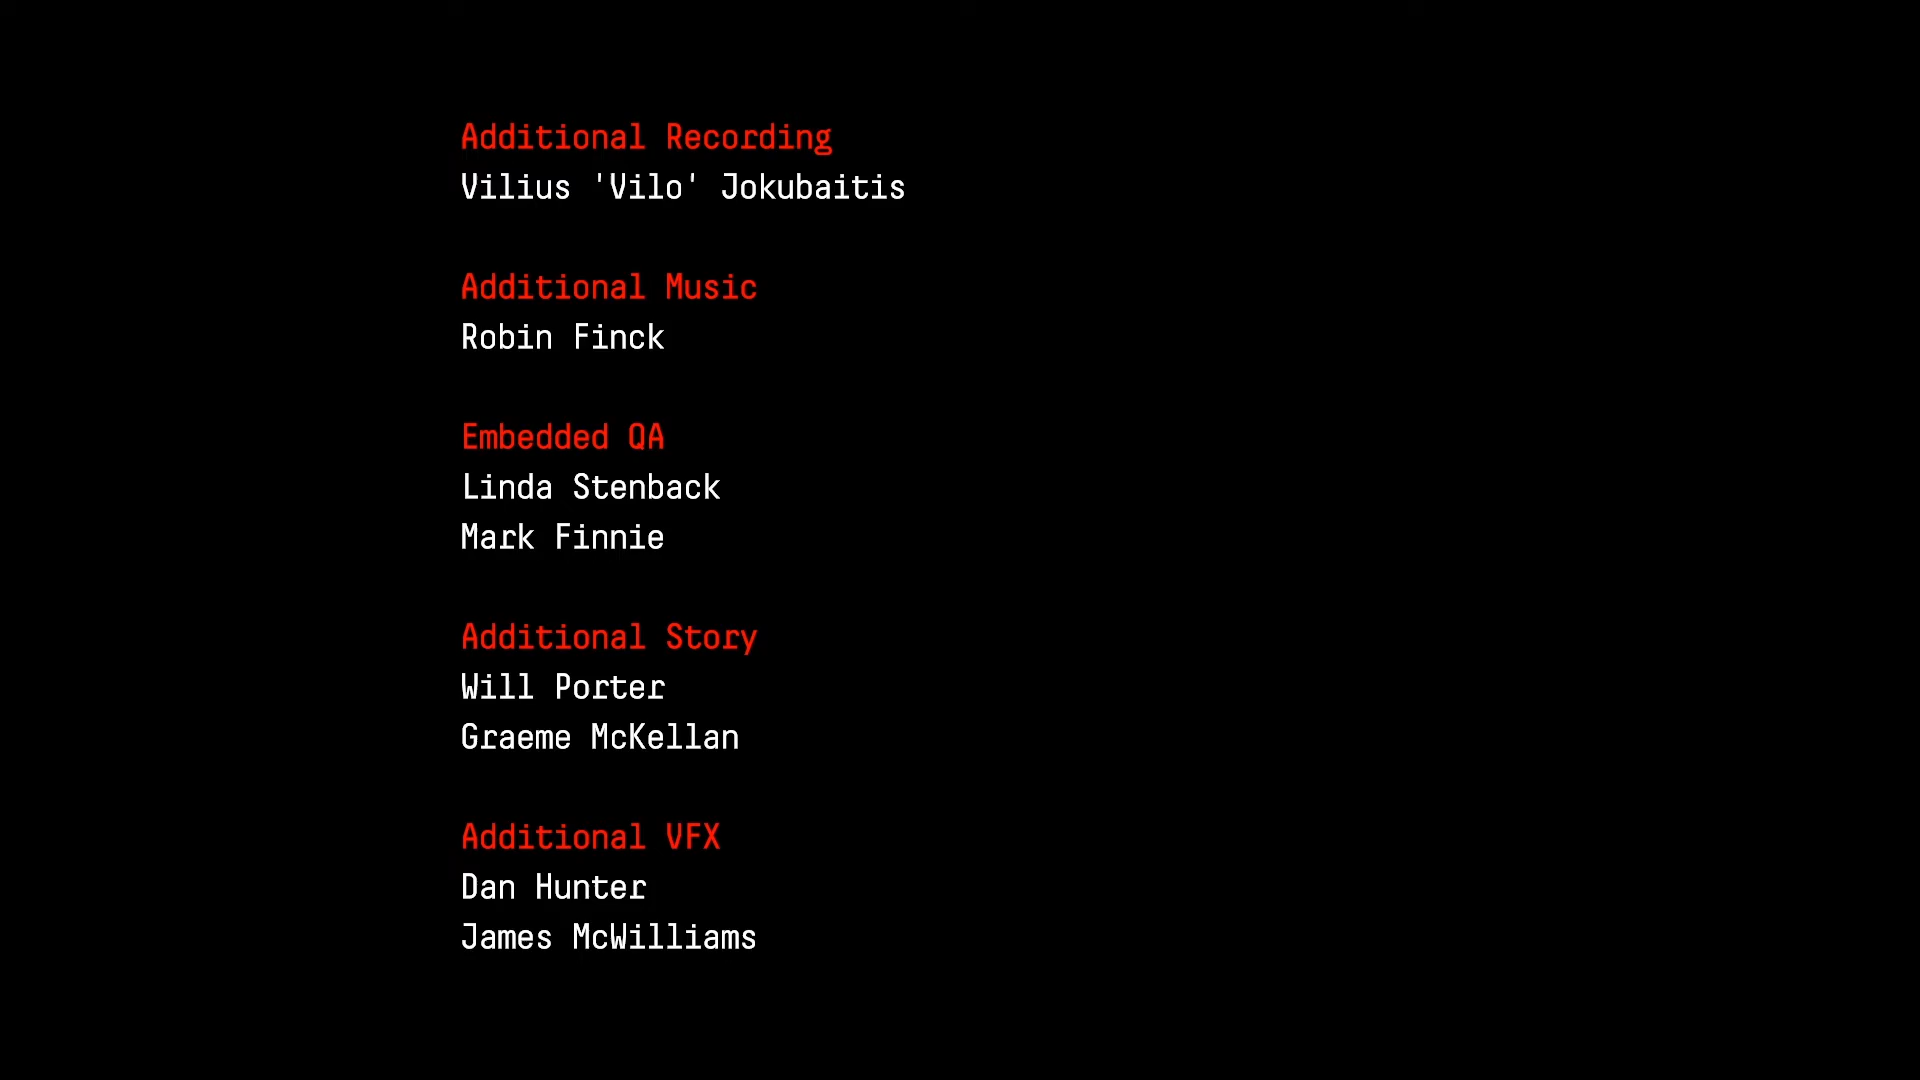 Additional Recording
Vilius 'Vilo' Jokubaitis
Additional Music
Robin Finck
Embedded QA
Linda Stenback
Mark Finnie
Additional Story
Will Porter
Graeme McKellan
Additional VFX
Dan Hunter
James McWilliams